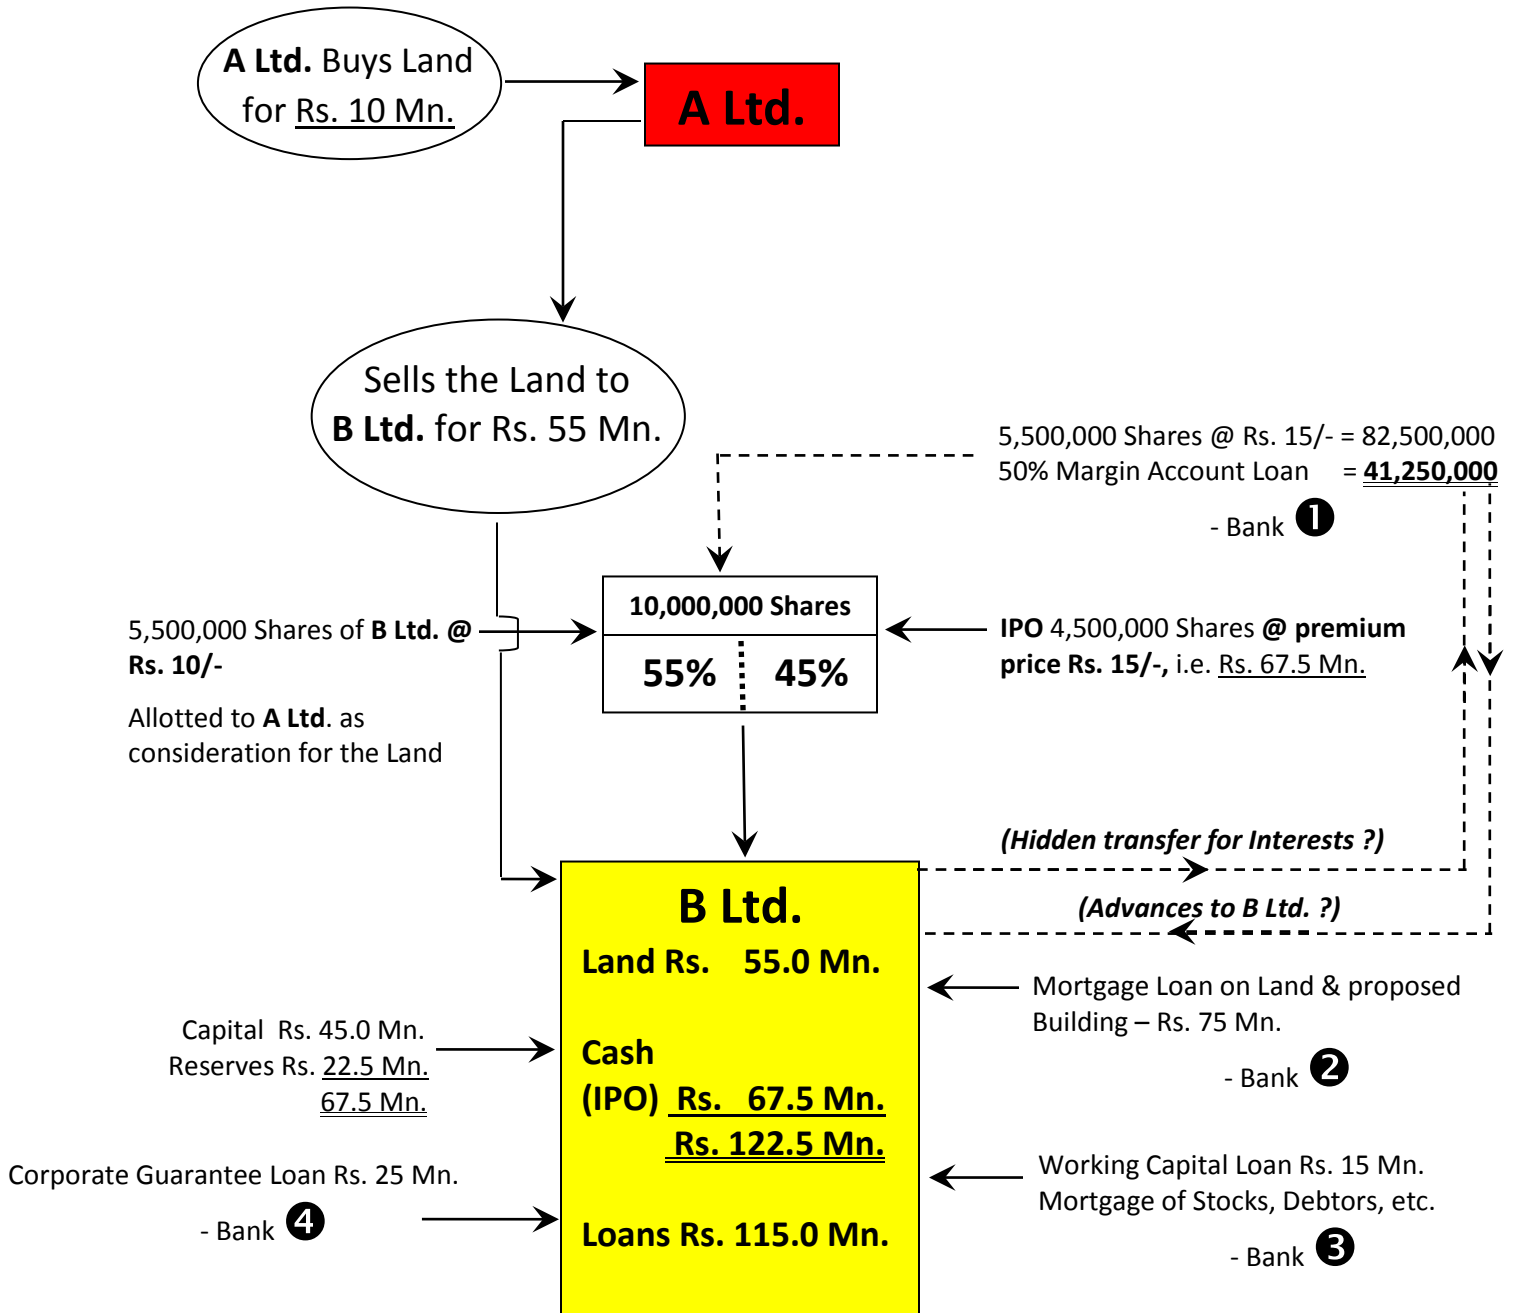 A Ltd. Buys Land
for Rs. 10 Mn.
A Ltd.
Sells the Land to
B Ltd. for Rs. 55 Mn.
5,500,000 Shares @ Rs. 15/- = 82,500,000
50% Margin Account Loan = 41,250,000
- Bank ❶
10,000,000 Shares
55% 45%
5,500,000 Shares of B Ltd. @
Rs. 10/-
Allotted to A Ltd. as
consideration for the Land
IPO 4,500,000 Shares @ premium
price Rs. 15/-, i.e. Rs. 67.5 Mn.
(Hidden transfer for Interests ?)
(Advances to B Ltd. ?)
B Ltd.
Land Rs. 55.0 Mn.
Cash
(IPO) Rs. 67.5 Mn.
Rs. 122.5 Mn.
Loans Rs. 115.0 Mn.
Capital Rs. 45.0 Mn.
Reserves Rs. 22.5 Mn.
67.5 Mn.
Corporate Guarantee Loan Rs. 25 Mn.
- Bank ❹
Mortgage Loan on Land & proposed
Building – Rs. 75 Mn.
- Bank ❷
Working Capital Loan Rs. 15 Mn.
Mortgage of Stocks, Debtors, etc.
- Bank ❸